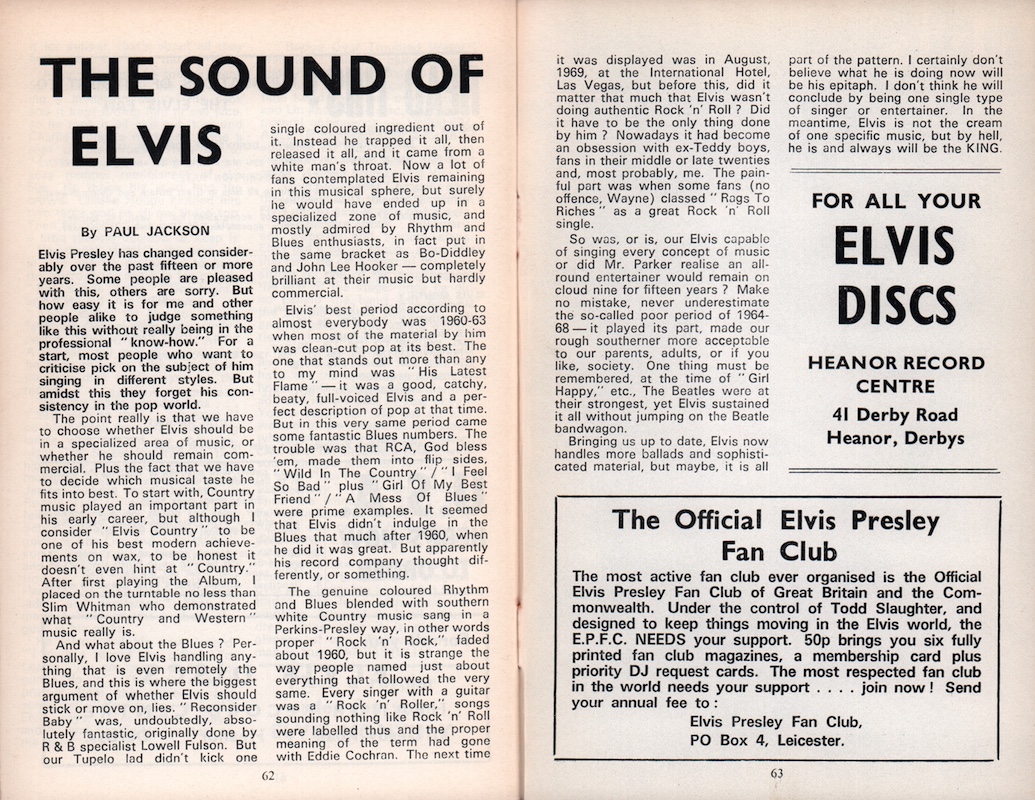 THE SOUND OF
ELVIS
By PAUL JACKSON
Elvis Presley has changed consider-
ably over the past fifteen or more
years. Some people are pleased
with this, others are sorry. But
how easy it is for me and other
people alike to judge something
like this without really being in the
professional "know-how." For a
start, most people who want to
criticise pick on the subject of him
singing in different styles. But
amidst this they forget his con-
sistency in the pop world.
The point really is that we have
to choose whether Elvis should be
in a specialized area of music, or
whether he should remain com-
mercial. Plus the fact that we have
to decide which musical taste he
fits into best. To start with, Country
music played an important part in
his early career, but although I
consider "Elvis Country" to be
one of his best modern achieve-
ments on wax, to be honest it
doesn't even hint at "Country."
After first playing the Album, I
placed on the turntable no less than
Slim Whitman who demonstrated
what "Country and Western"
music really is.
And what about the Blues ? Per-
sonally, I love Elvis handling any-
thing that is even remotely the
Blues, and this is where the biggest
argument of whether Elvis should
stick or move on, lies. "Reconsider
Baby" was, undoubtedly, abso-
lutely fantastic, originally done by
R & B specialist Lowell Fulson. But
our Tupelo lad didn't kick one
single coloured ingredient out of
it. Instead he trapped it all, then
released it all, and it came from a
white man's throat. Now a lot of
fans contemplated Elvis remaining
in this musical sphere, but surely
he would have ended up in a
specialized zone of music, and
mostly admired by Rhythm and
Blues enthusiasts, in fact put in
the same bracket as Bo-Diddley
and John Lee Hooker — completely
brilliant at their music but hardly
commercial.
Elvis' best period according to
almost everybody was 1960-63
when most of the material by him
was clean-cut pop at its best. The
one that stands out more than any
to my mind was "His Latest
Flame" — it was a good, catchy,
beaty, full-voiced Elvis and a per-
fect description of pop at that time.
But in this very same period came
some fantastic Blues numbers. The
trouble was that RCA, God bless
'em, made them into flip sides,
"Wild In The Country" / "I Feel
So Bad" plus "Girl Of My Best
Friend" / "A Mess Of Blues"
were prime examples. It seemed
that Elvis didn't indulge in the
Blues that much after 1960, when
he did it was great. But apparently
his record company thought dif-
ferently, or something.
The genuine coloured Rhythm
and Blues blended with southern
white Country music sang in a
Perkins-Presley way, in other words
proper "Rock 'n' Rock," faded
about 1960, but it is strange the
way people named just about
everything that followed the very
same. Every singer with a guitar
was a "Rock 'n' Roller," songs
sounding nothing like Rock 'n' Roll
were labelled thus and the proper
meaning of the term had gone
with Eddie Cochran. The next time
62
it was displayed was in August,
1969, at the International Hotel,
Las Vegas, but before this, did it
matter that much that Elvis wasn't
doing authentic Rock 'n' Roll ? Did
it have to be the only thing done
by him ? Nowadays it had become
an obsession with ex-Teddy boys,
fans in their middle or late twenties
and, most probably, me. The pain-
ful part was when some fans (no
offence, Wayne) classed "Rags To
Riches" as a great Rock 'n' Roll
single.
So was, or is, our Elvis capable
of singing every concept of music
or did Mr. Parker realise an all-
round entertainer would remain on
cloud nine for fifteen years ? Make
no mistake, never underestimate
the so-called poor period of 1964-
68 — it played its part, made our
rough southerner more acceptable
to our parents, adults, or if you
like, society. One thing must be
remembered, at the time of "Girl
Happy," etc., The Beatles were at
their strongest, yet Elvis sustained
it all without jumping on the Beatle
bandwagon.
Bringing us up to date, Elvis now
handles more ballads and sophisti-
cated material, but maybe, it is all
part of the pattern. I certainly don't
believe what he is doing now will
be his epitaph. I don't think he will
conclude by being one single type
of singer or entertainer. In the
meantime, Elvis is not the cream
of one specific music, but by hell,
he is and always will be the KING.
FOR ALL YOUR
ELVIS
DISCS
HEANOR RECORD
CENTRE
41 Derby Road
Heanor, Derbys
The Official Elvis Presley
Fan Club
The most active fan club ever organised is the Official
Elvis Presley Fan Club of Great Britain and the Com-
monwealth. Under the control of Todd Slaughter, and
designed to keep things moving in the Elvis world, the
E.P.F.C. NEEDS your support. 50p brings you six fully
printed fan club magazines, a membership card plus
priority DJ request cards. The most respected fan club
in the world needs your support . . . . join now ! Send
your annual fee to :
Elvis Presley Fan Club,
PO Box 4, Leicester.
63